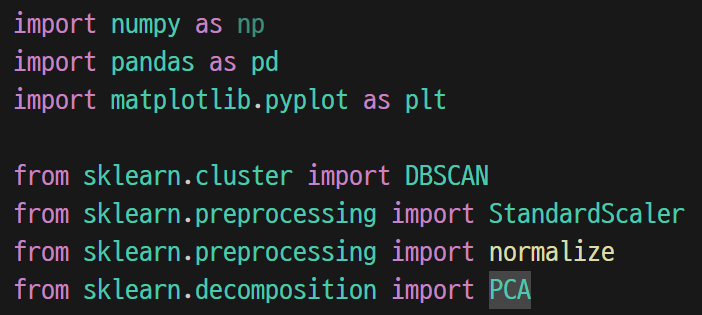 import numpy as np
import pandas as pd
import matplotlib.pyplot as plt
from sklearn.cluster import DBSCAN
from sklearn.preprocessing import StandardScaler
from sklearn.preprocessing import normalize
from sklearn.decomposition import PCA